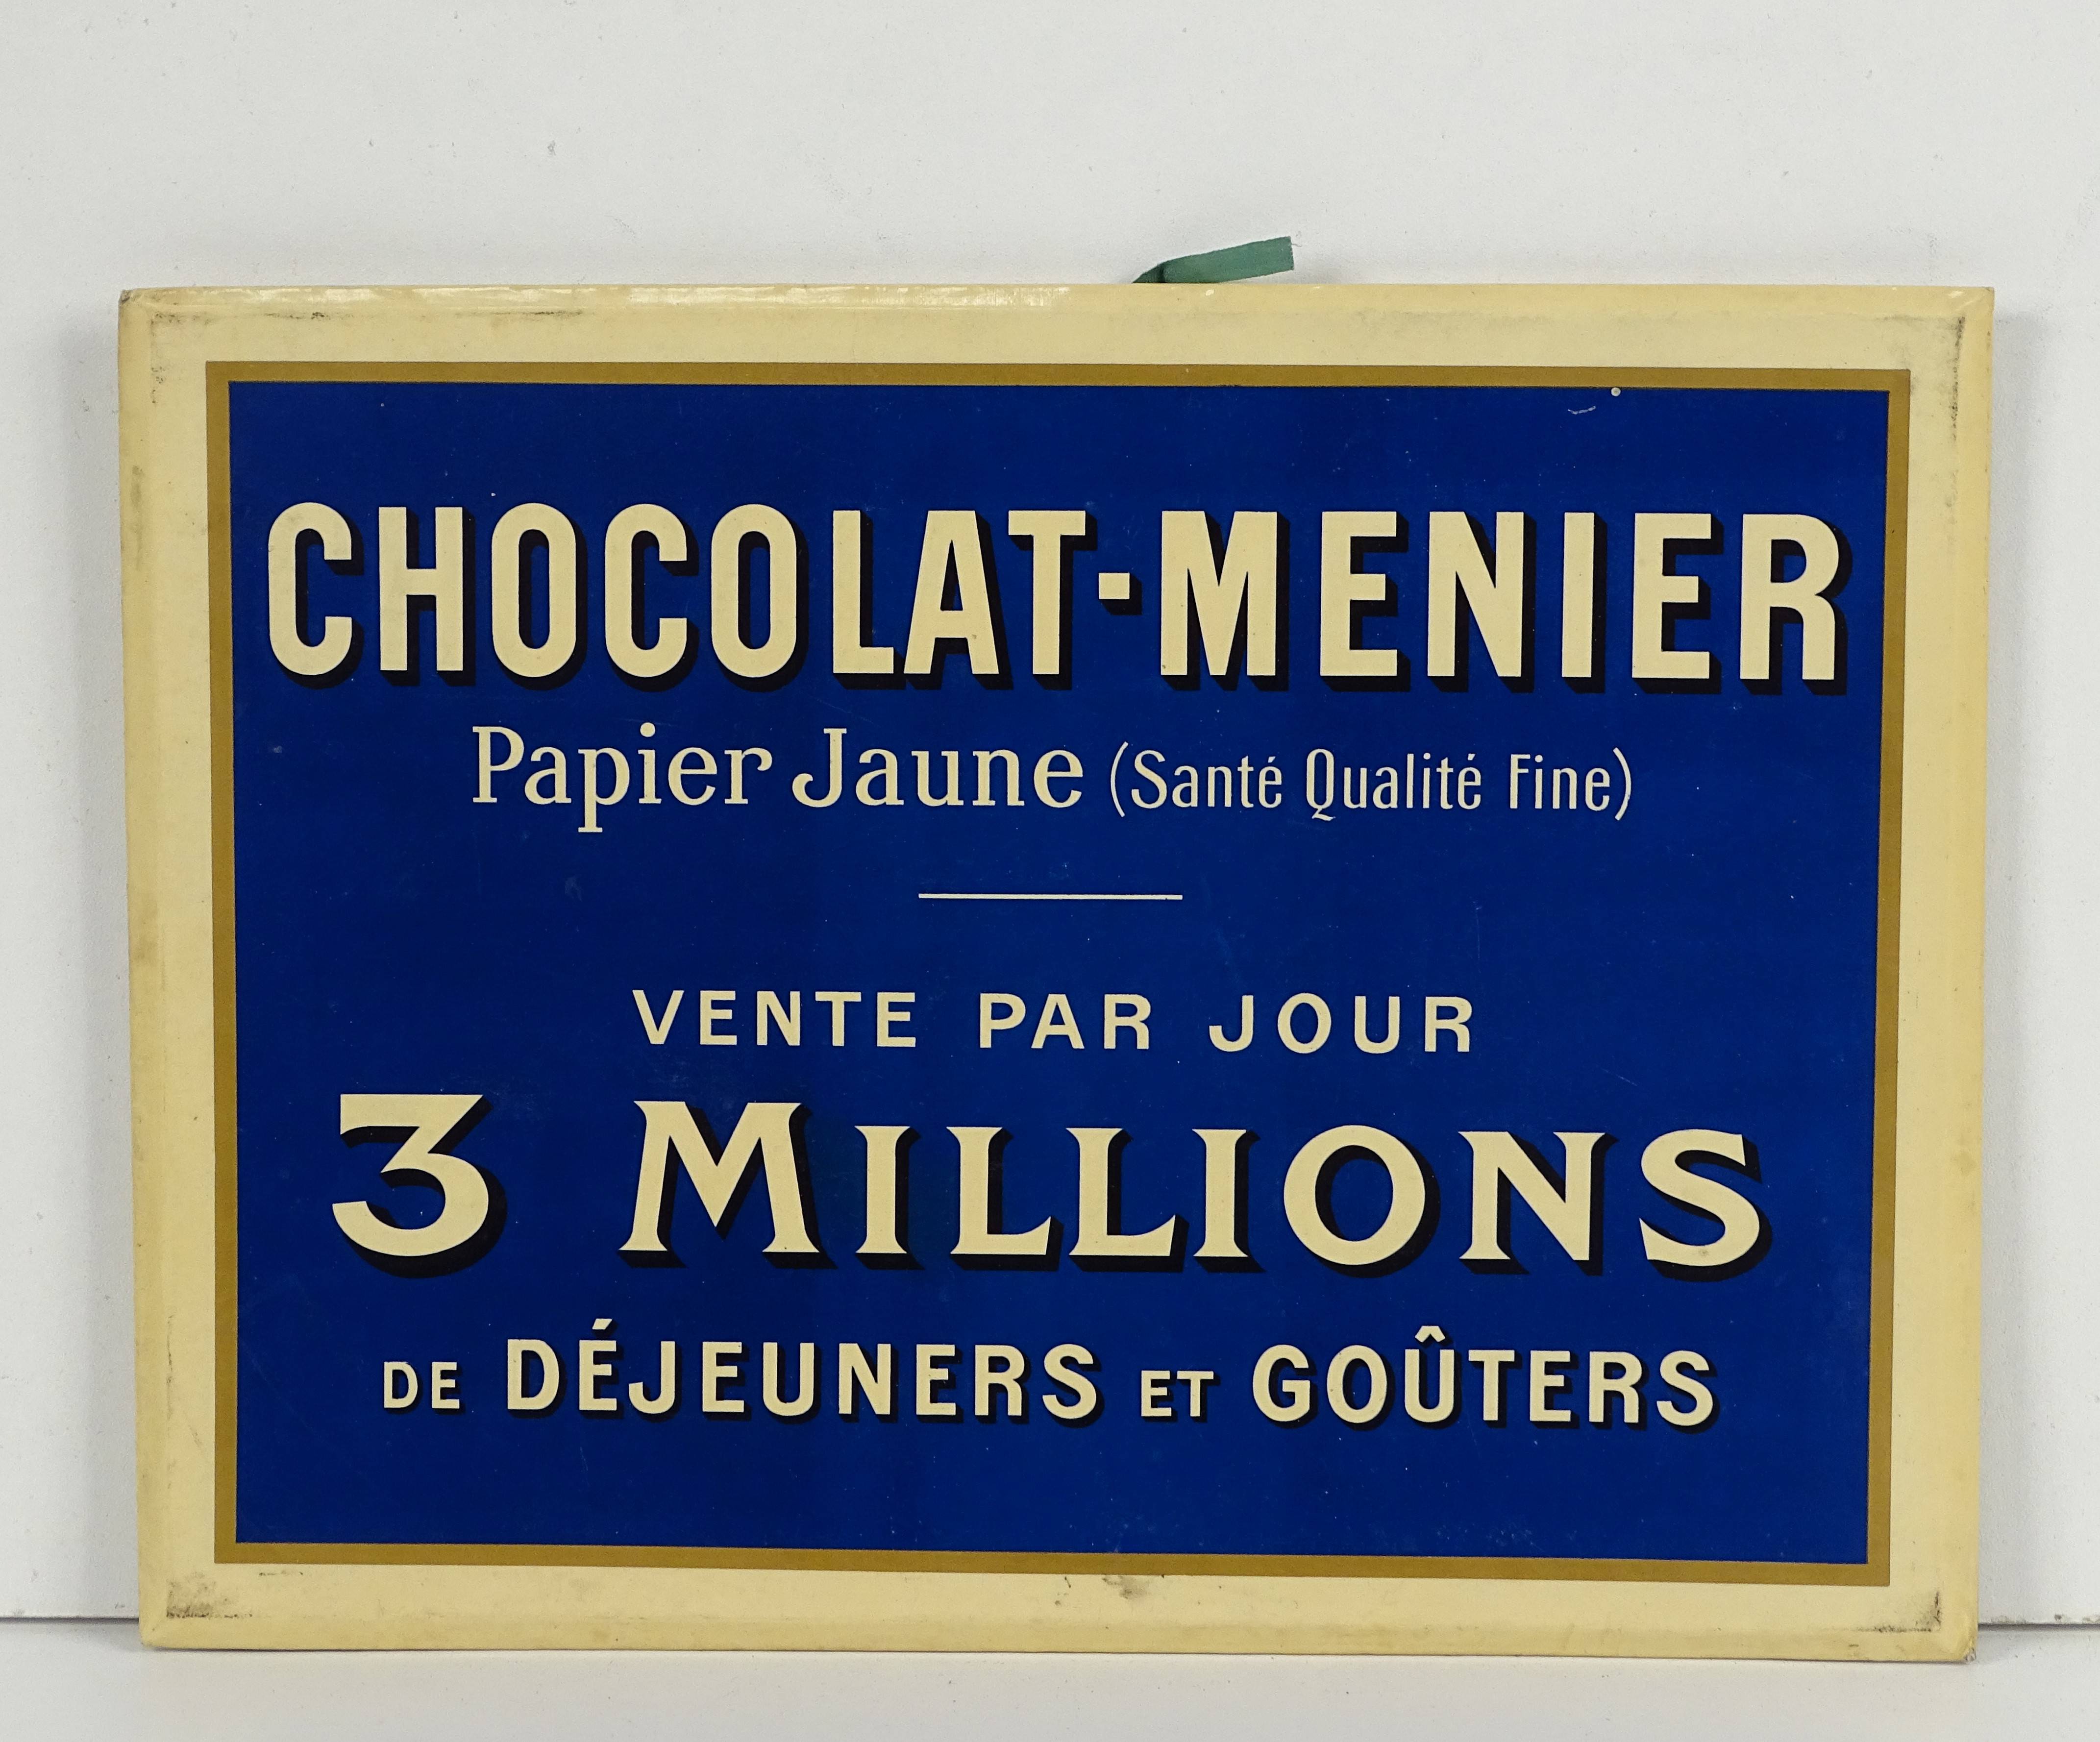 CHOCOLAT-MENIER
Papier Jaune (Santé Qualité Fine)
VENTE PAR JOUR
3 MILLIONS
DE DÉJEUNERS ET GOÛTERS